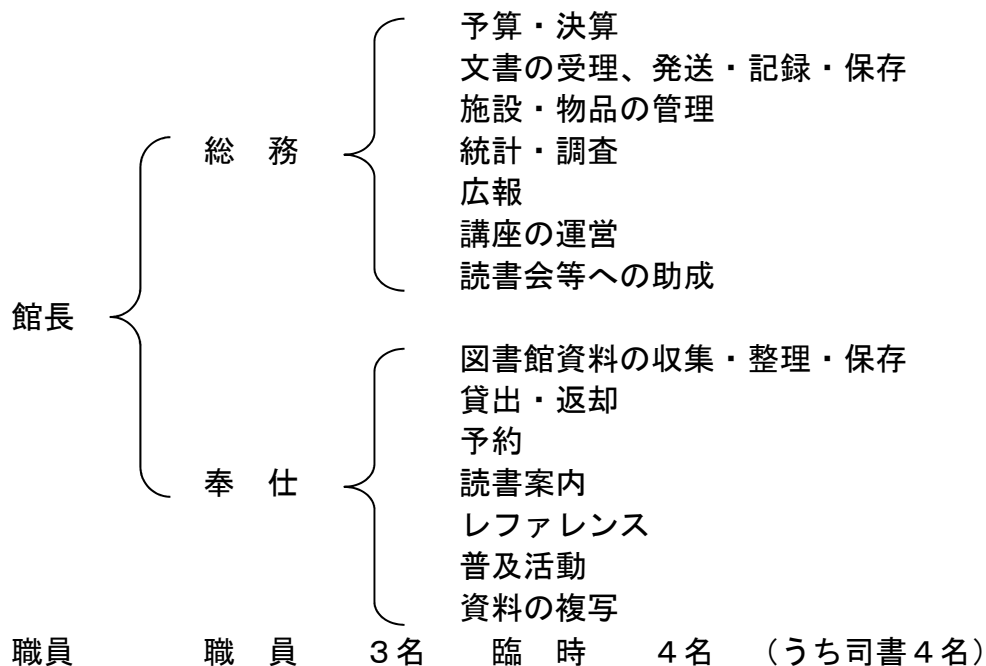 予算・決算
文書の受理、発送・記録・保存
施設・物品の管理
総　務　統計・調査
広報
講座の運営
読書会等への助成
館長
図書館資料の収集・整理・保存
貸出・返却
予約
奉　仕　読書案内
レファレンス
普及活動
資料の複写
職員　職　員　３名　臨　時　４名　（うち司書４名）